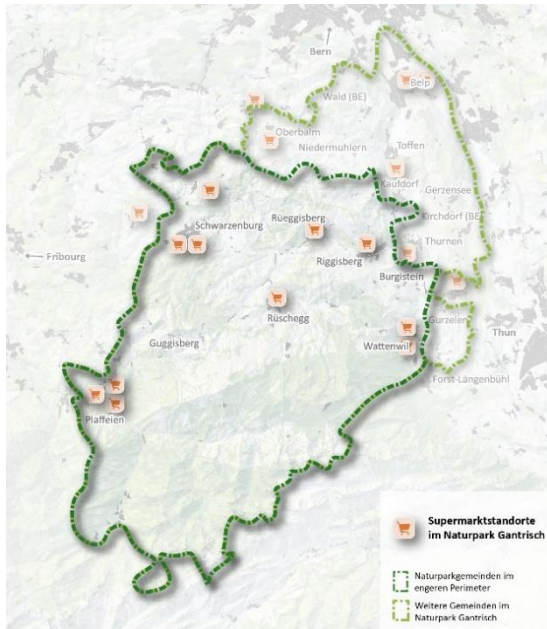 Bern
Belp
Wald (BE)
Oberbalm
Niedermuhlern
Toffen
Kaufdorf
Gerzensee
Kirchdorf (BE)
Schwarzenburg
Rüeggisberg
Thurnen
Riggisberg
Fribourg
Burgistein
Rüschegg
Gurzelen
Thun
Guggisberg
Wattenwil
Forst-Längenbühl
Plaffeien
Supermarktstandorte
im Naturpark Gantrisch
Naturparkgemeinden im
engeren Perimeter
Weitere Gemeinden im
Naturpark Gantrisch